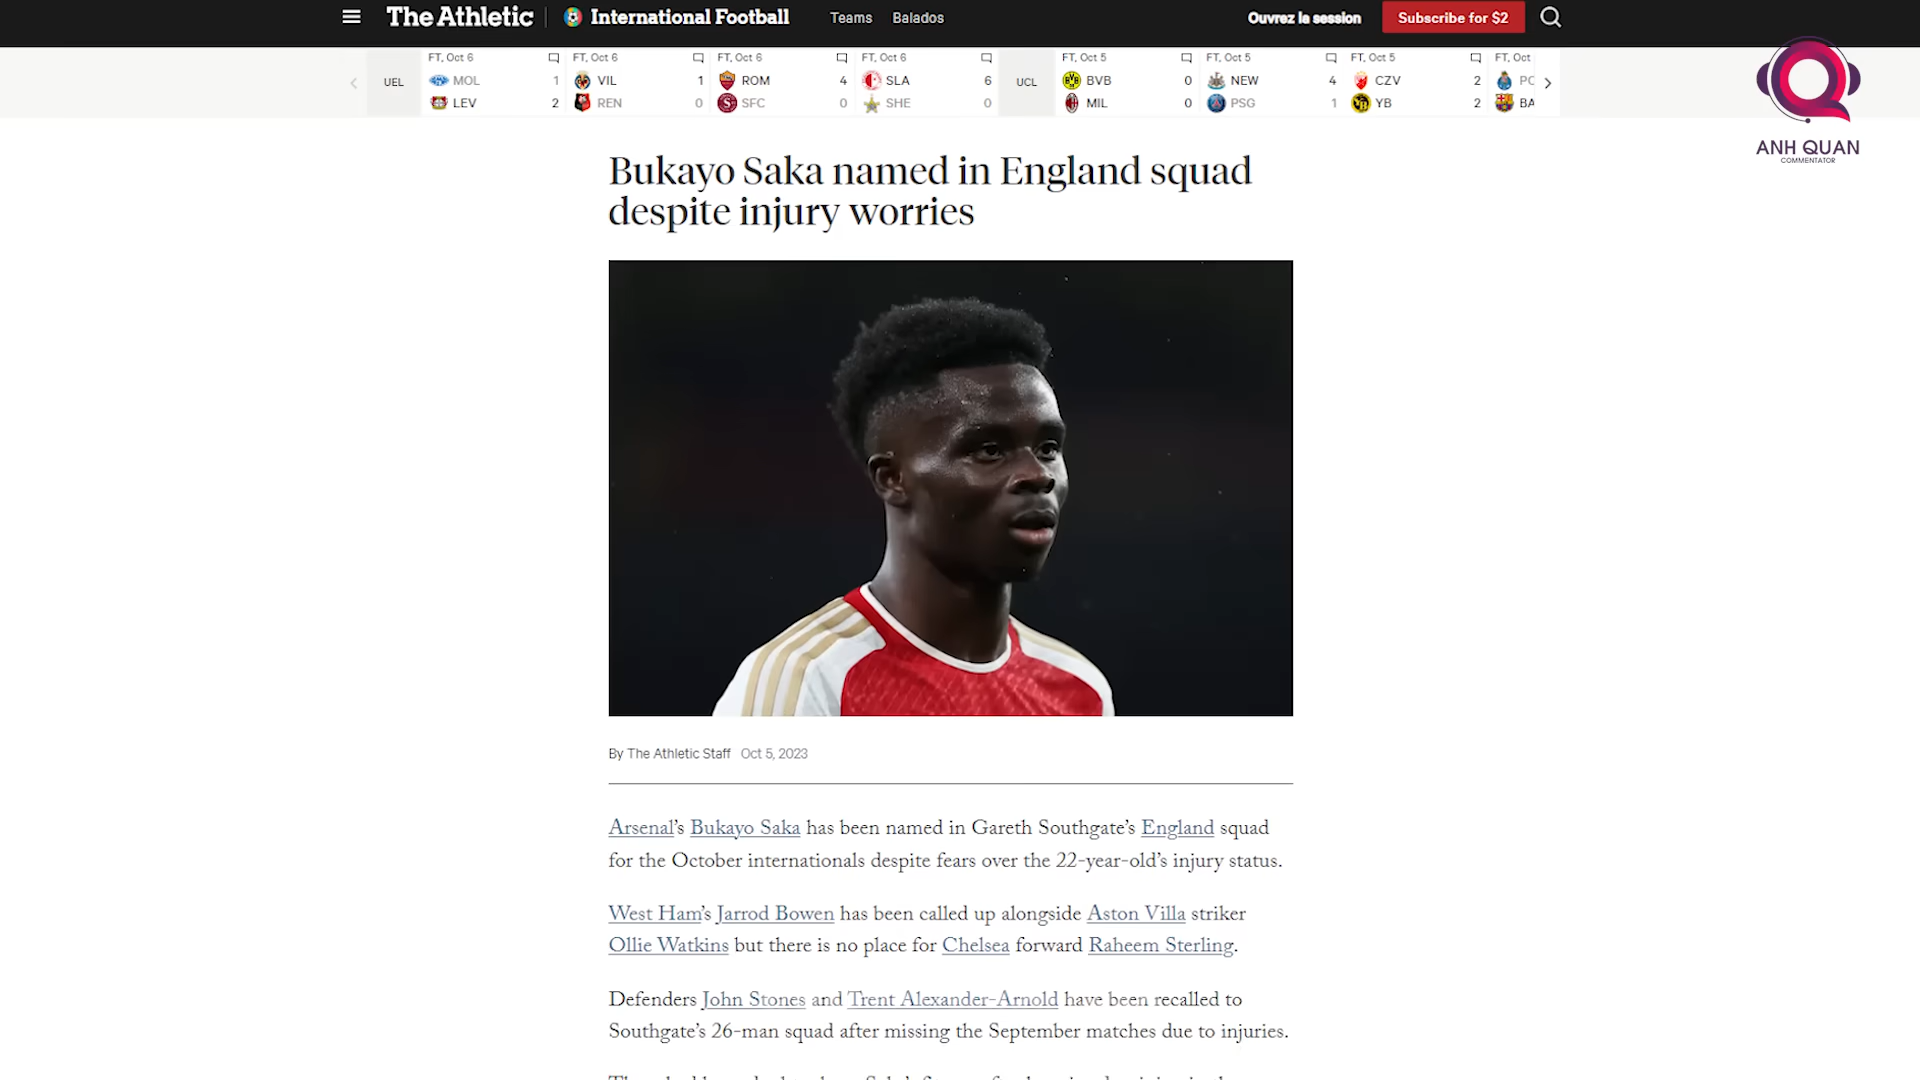 The Athletic
International Football
Teams
Balados
Ouvrez la session
Subscribe for $2
UEL
FT, Oct 6
MOL 1
LEV 2
FT, Oct 6
VIL 1
REN 0
FT, Oct 6
ROM 4
SFC 0
FT, Oct 6
SLA 6
SHE 0
UCL
FT, Oct 5
BVB 0
MIL 0
FT, Oct 5
NEW 4
PSG 1
FT, Oct 5
CZV 2
YB 2
FT, Oct
BA
ANH QUAN
COMMENTATOR
Bukayo Saka named in England squad
despite injury worries
By The Athletic Staff Oct 5, 2023
Arsenal's Bukayo Saka has been named in Gareth Southgate's England squad
for the October internationals despite fears over the 22-year-old's injury status.
West Ham's Jarrod Bowen has been called up alongside Aston Villa striker
Ollie Watkins but there is no place for Chelsea forward Raheem Sterling.
Defenders John Stones and Trent Alexander-Arnold have been recalled to
Southgate's 26-man squad after missing the September matches due to injuries.